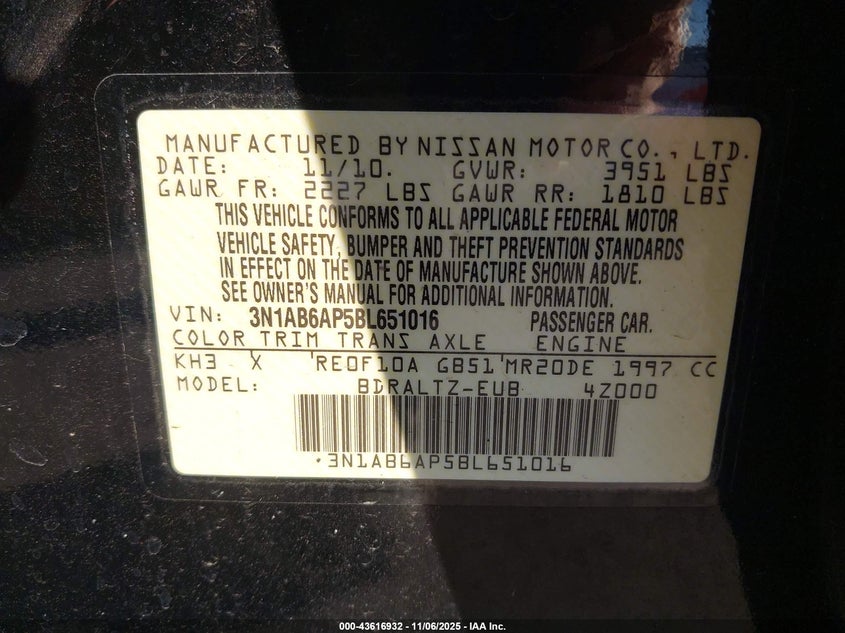 MANUFACTURED BY NISSAN MOTOR CO., LTD.
DATE: 11/10. GVWR: 3951 LBS
GAWR FR: 2227 LBS GAWR RR: 1810 LBS
THIS VEHICLE CONFORMS TO ALL APPLICABLE FEDERAL MOTOR
VEHICLE SAFETY, BUMPER AND THEFT PREVENTION STANDARDS
IN EFFECT ON THE DATE OF MANUFACTURE SHOWN ABOVE.
SEE OWNER'S MANUAL FOR ADDITIONAL INFORMATION.
VIN: 3N1AB6AP5BL651016 PASSENGER CAR.
COLOR TRIM TRANS AXLE ENGINE
KH3 X RE0F10A GB51 MR20DE 1997 CC
MODEL: BDRALTZ-EUB 4Z000
*3N1AB6AP5BL651016
000-43616932 - 11/06/2025 - IAA Inc.